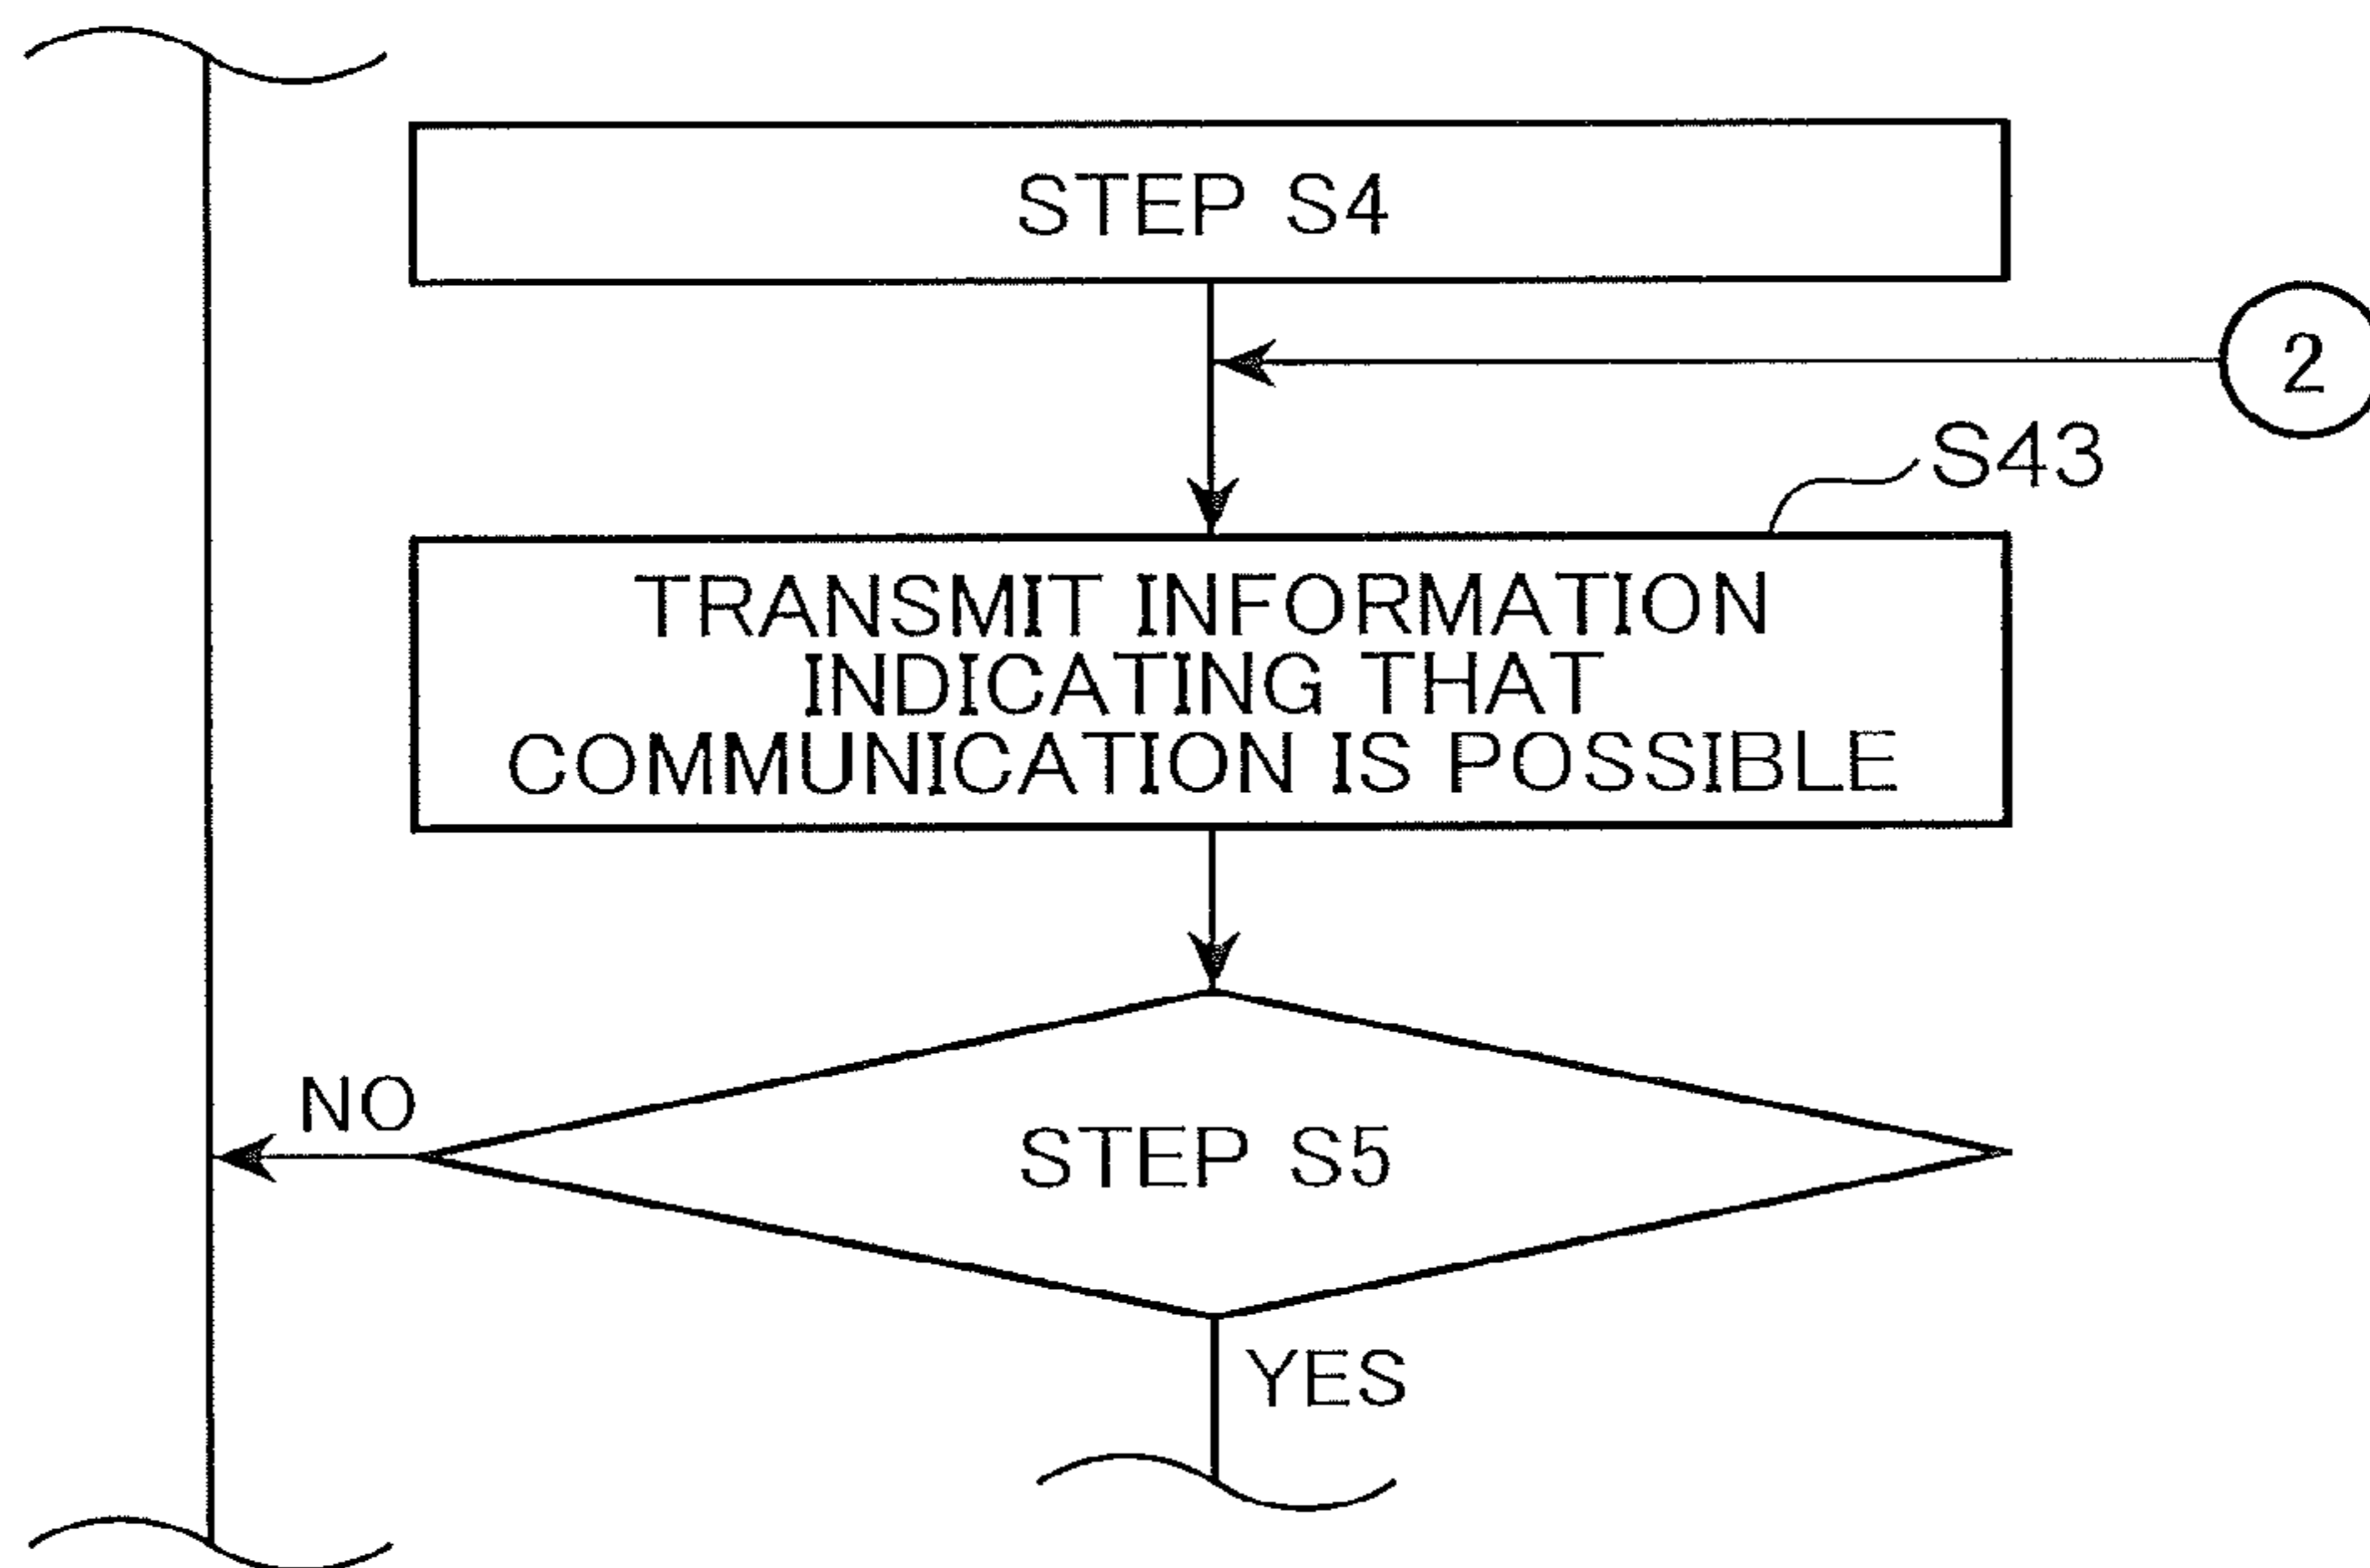 STEP S4
2
S43
TRANSMIT INFORMATION
INDICATING THAT
COMMUNICATION IS POSSIBLE
NO
STEP S5
YES